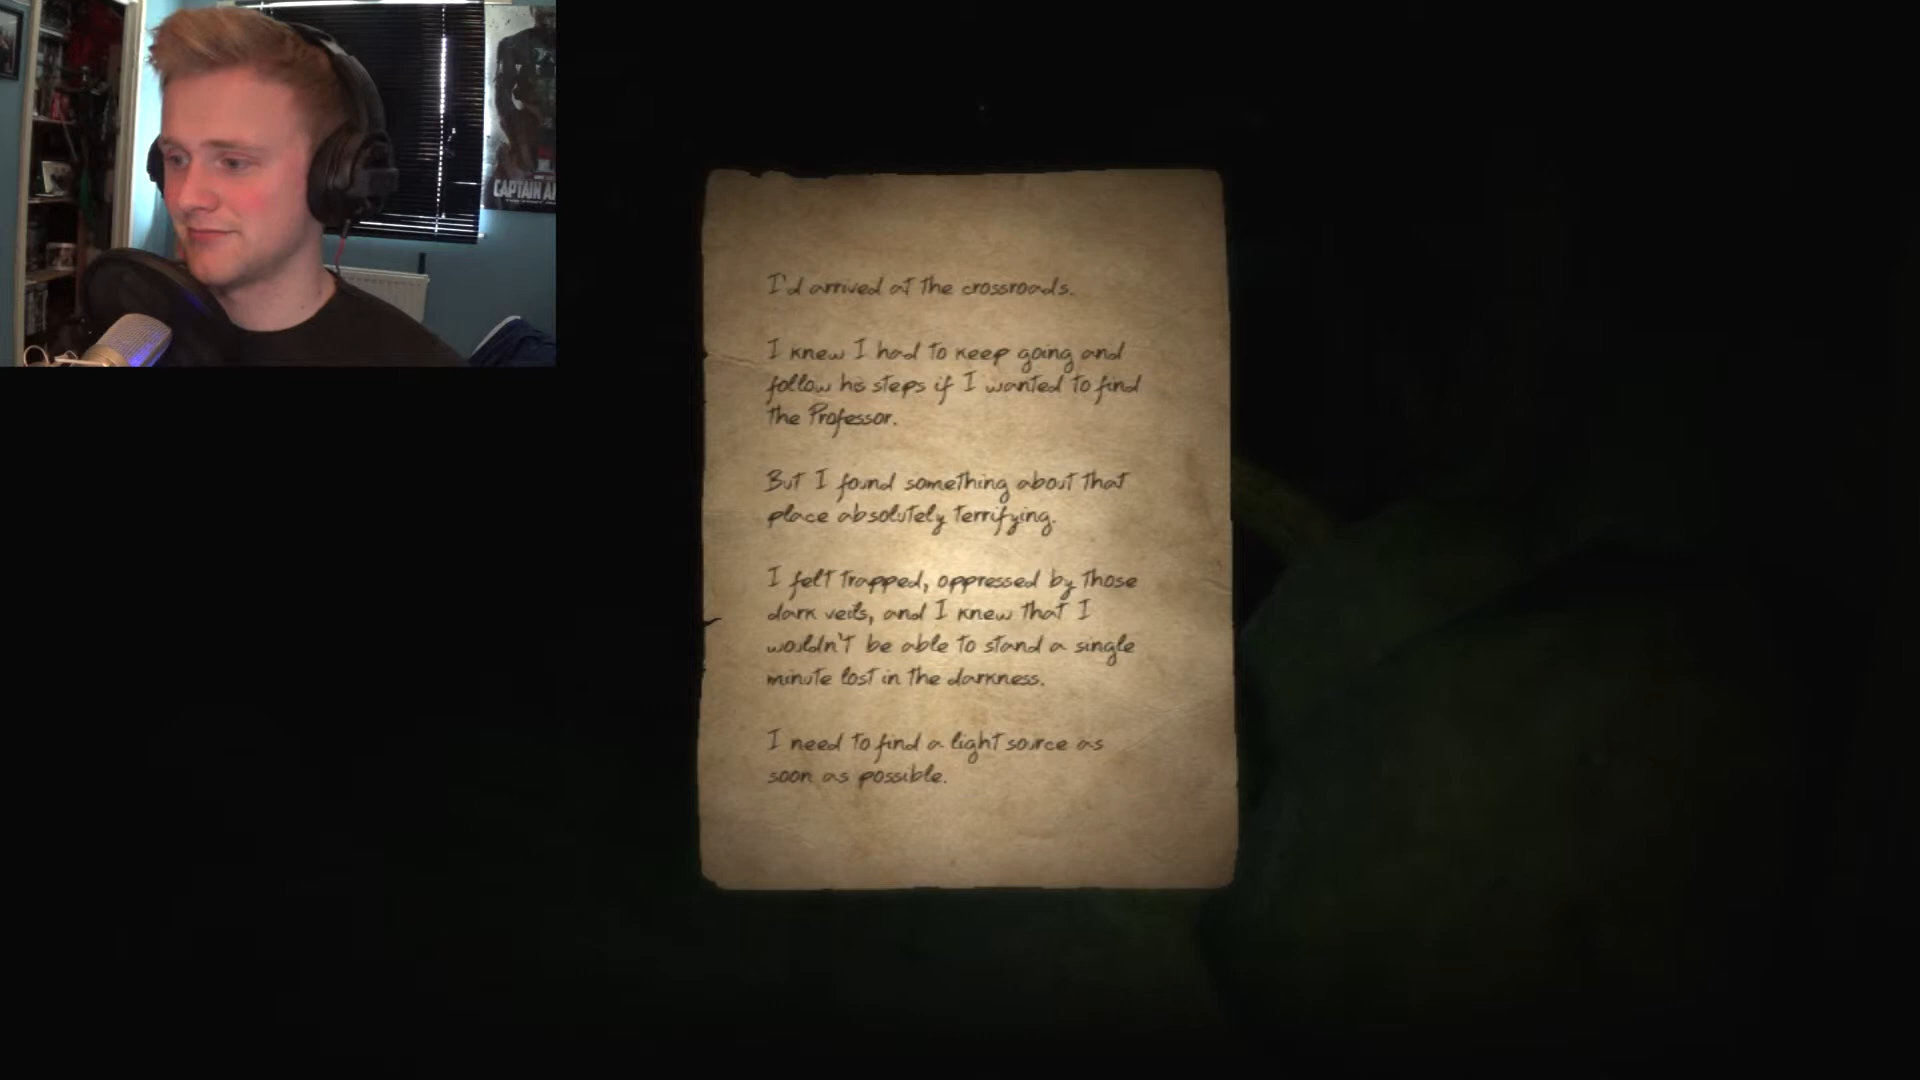 CAPTAIN A
I'd arrived at the crossroads.
I knew I had to keep going and
follow his steps if I wanted to find
the Professor.
But I found something about that
place absolutely terrifying.
I felt trapped, oppressed by those
dark veils, and I knew that I
wouldn't be able to stand a single
minute lost in the darkness.
I need to find a light source as
soon as possible.